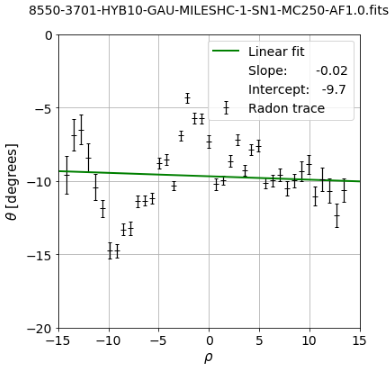 8550-3701-HYB10-GAU-MILESHC-1-SN1-MC250-AF1.0.fits
Linear fit
Slope: -0.02
Intercept: -9.7
Radon trace
0
−5
−10
−15
−20
θ [degrees]
−15 −10 −5 0 5 10 15
ρ